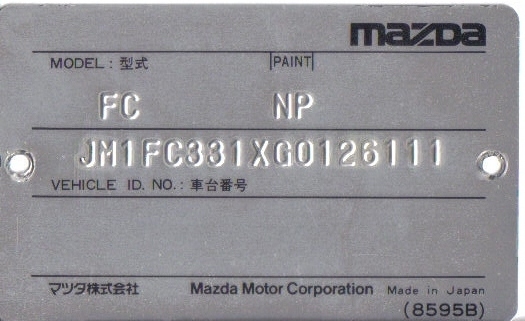 mazda
MODEL : 型式 PAINT
FC NP
JM1FC331XG0126111
VEHICLE ID. NO. : 車台番号
マツダ株式会社 Mazda Motor Corporation Made in Japan
(8595B)